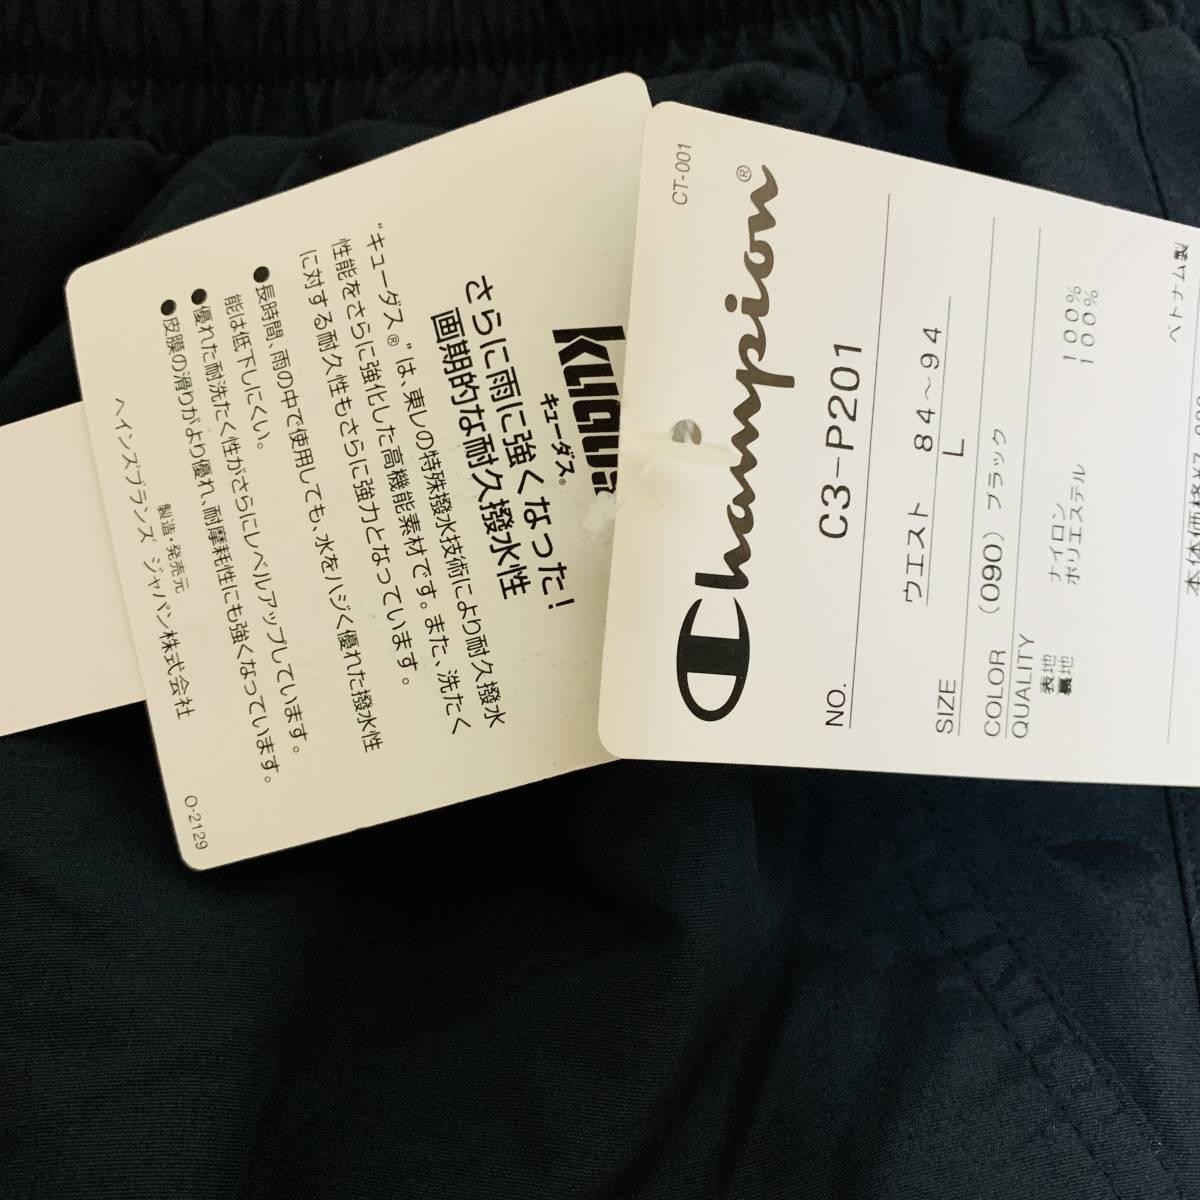 kudos
キューダス®
さらに雨に強くなった!
画期的な耐久撥水性
"キューダス®"は、東レの特殊撥水技術により耐久撥水
性能をさらに強化した高機能素材です。また、洗たく
に対する耐久性もさらに強力となっています。
●長時間、雨の中で使用しても、水をハジく優れた撥水性
能は低下しにくい。
●優れた耐洗たく性がさらにレベルアップしています。
●皮膜の滑りがより優れ、耐摩耗性にも強くなっています。
製造・発売元
ヘインズブランズ ジャパン株式会社
O-2129
CT-001
Champion®
NO. C3-P201
ウエスト 84~94
SIZE L
COLOR (090) ブラック
QUALITY
表地 ナイロン 100%
裏地 ポリエステル 100%
ベトナム製
本体価格